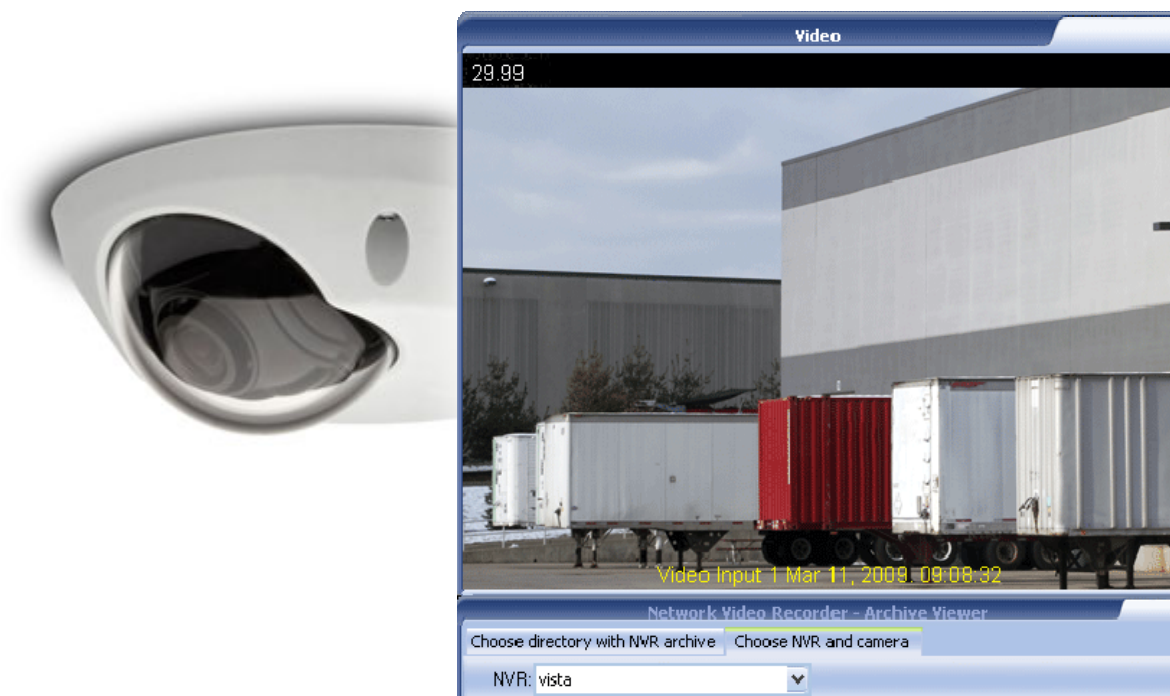 Video
29.99
Video Input 1 Mar 11, 2009 09:08:32
Network Video Recorder - Archive Viewer
Choose directory with NVR archive Choose NVR and camera
NVR: vista